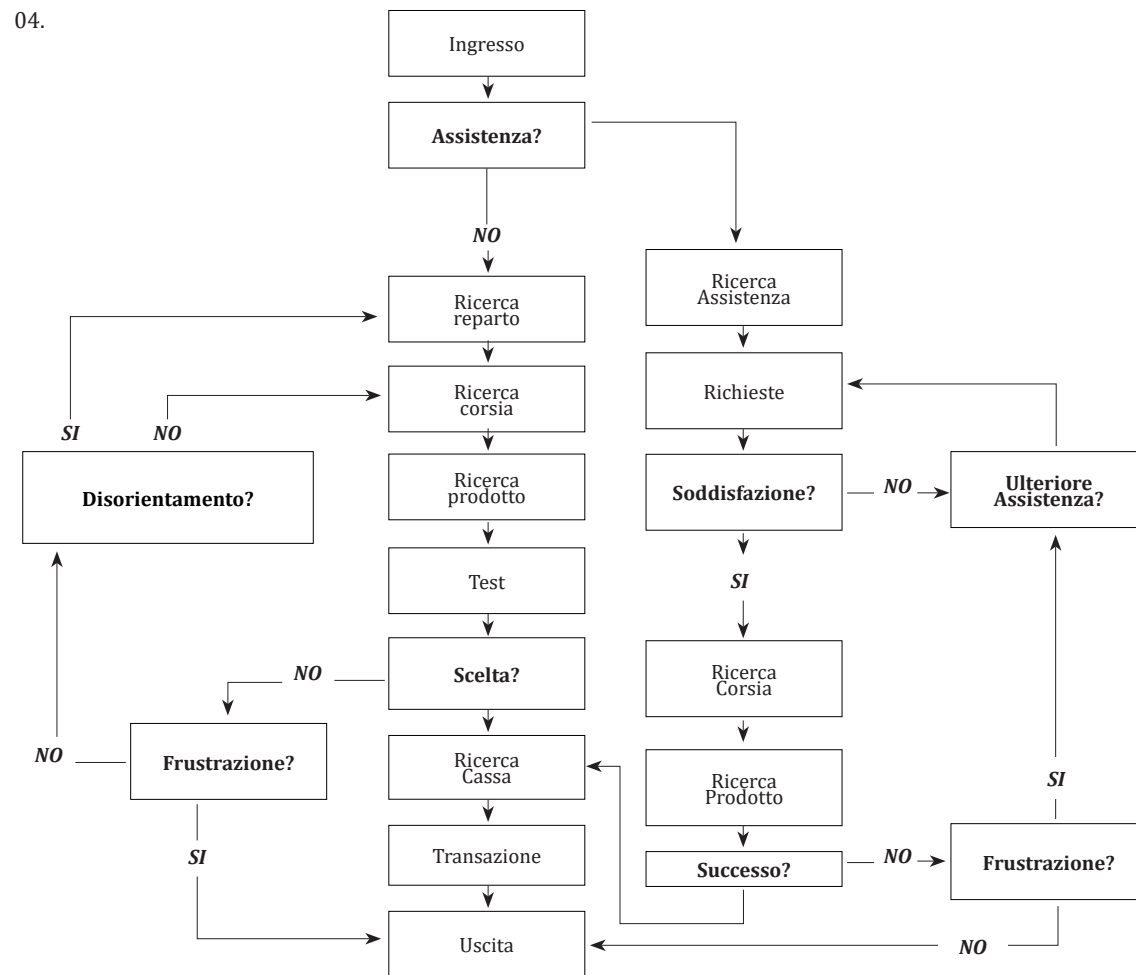 04.
Ingresso
Assistenza?
NO
Ricerca
Assistenza
Ricerca
reparto
Richieste
Ricerca
corsia
SI
NO
Disorientamento?
Ricerca
prodotto
Soddisfazione?
NO
Ulteriore
Assistenza?
Test
SI
Scelta?
NO
Ricerca
Corsia
Frustrazione?
NO
Ricerca
Cassa
Ricerca
Prodotto
SI
SI
Transazione
Successo?
NO
Frustrazione?
Uscita
NO